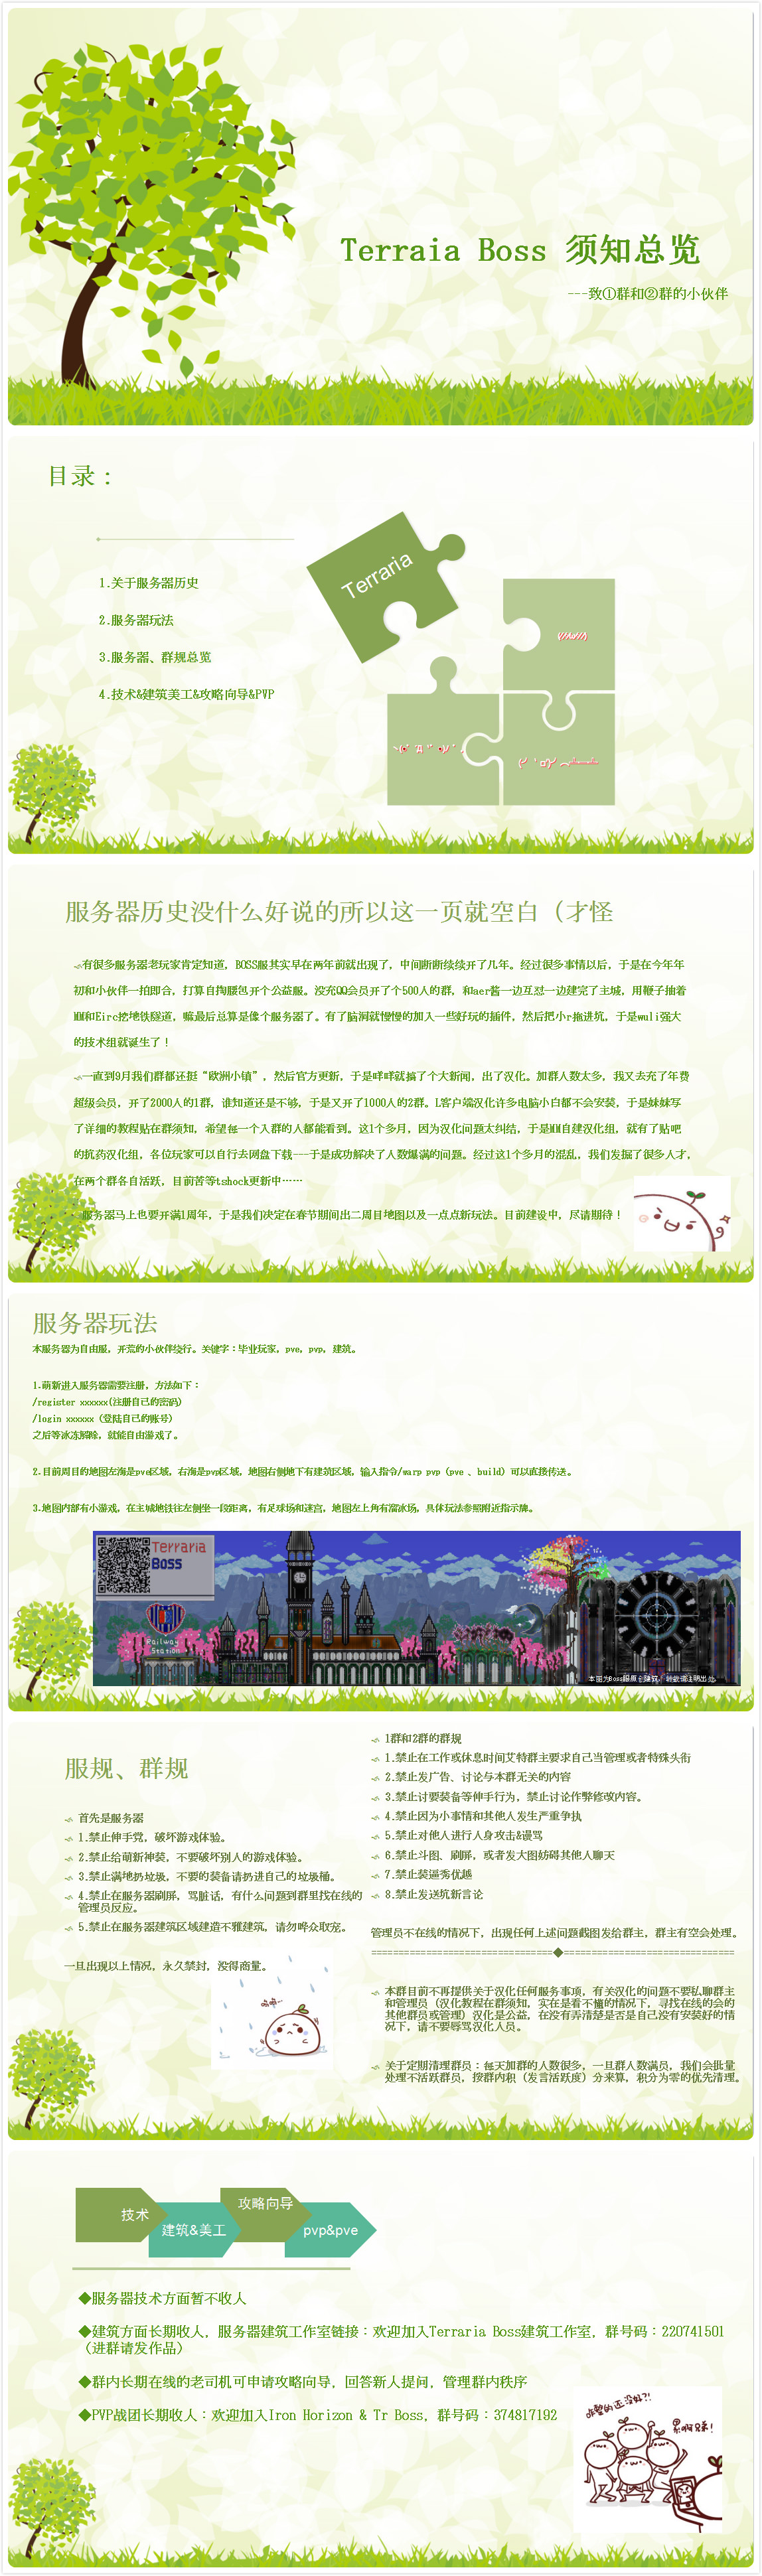 Terraia Boss 须知总览
---致①群和②群的小伙伴
目录：
1.关于服务器历史
2.服务器玩法
3.服务器、群规总览
4.技术&建筑美工&攻略向导&PVP
Terraria
服务器历史没什么好说的所以这一页就空白（才怪
有很多服务器老玩家肯定知道，BOSS服其实早在两年前就出现了，中间断断续续开了几年。经过很多事情以后，于是在今年年
初和小伙伴一拍即合，打算自掏腰包开个公益服。没充QQ会员开了个500人的群，和aer酱一边互怼一边建完了主城，用鞭子抽着
MM和Eirc挖地铁隧道，嘛最后总算是像个服务器了。有了脑洞就慢慢的加入一些好玩的插件，然后把小r拖进坑，于是wuli强大
的技术组就诞生了！
一直到9月我们群都还挺“欧洲小镇”，然后官方更新，于是咩咩就搞了个大新闻，出了汉化。加群人数太多，我又去充了年费
超级会员，开了2000人的1群，谁知道还是不够，于是又开了1000人的2群。L客户端汉化许多电脑小白都不会安装，于是妹妹写
了详细的教程贴在群须知，希望每一个入群的人都能看到。这1个多月，因为汉化问题太纠结，于是MM自建汉化组，就有了贴吧
的抗药汉化组，各位玩家可以自行去网盘下载---于是成功解决了人数爆满的问题。经过这1个多月的混乱，我们发掘了很多人才，
在两个群各自活跃，目前苦等tshock更新中……
服务器马上也要开满1周年，于是我们决定在春节期间出二周目地图以及一点点新玩法。目前建设中，尽请期待！
服务器玩法
本服务器为自由服，开荒的小伙伴绕行。关键字：毕业玩家，pve，pvp，建筑。
1.萌新进入服务器需要注册，方法如下：
/register xxxxxx(注册自己的密码)
/login xxxxxx（登陆自己的账号）
之后等冰冻解除，就能自由游戏了。
2.目前周目的地图左海是pve区域，右海是pvp区域，地图右侧地下有建筑区域，输入指令/warp pvp（pve 、build）可以直接传送。
3.地图内部有小游戏，在主城地铁往左侧坐一段距离，有足球场和迷宫，地图左上角有溜冰场，具体玩法参照附近指示牌。
Terraria
BOSS
Railway
Station
本图为Boss服原创建筑，转载请注明出处
服规、群规
首先是服务器
1.禁止伸手党，破坏游戏体验。
2.禁止给萌新神装，不要破坏别人的游戏体验。
3.禁止满地扔垃圾，不要的装备请扔进自己的垃圾桶。
4.禁止在服务器刷屏，骂脏话，有什么问题到群里找在线的
管理员反应。
5.禁止在服务器建筑区域建造不雅建筑，请勿哗众取宠。
一旦出现以上情况，永久禁封，没得商量。
1群和2群的群规
1.禁止在工作或休息时间艾特群主要求自己当管理或者特殊头衔
2.禁止发广告、讨论与本群无关的内容
3.禁止讨要装备等伸手行为，禁止讨论作弊修改内容。
4.禁止因为小事情和其他人发生严重争执
5.禁止对他人进行人身攻击&谩骂
6.禁止斗图、刷屏，或者发大图妨碍其他人聊天
7.禁止装逼秀优越
8.禁止发送坑新言论
管理员不在线的情况下，出现任何上述问题截图发给群主，群主有空会处理。
本群目前不再提供关于汉化任何服务事项，有关汉化的问题不要私聊群主
和管理员（汉化教程在群须知，实在是看不懂的情况下，寻找在线的会的
其他群员或管理）汉化是公益，在没有弄清楚是否是自己没有安装好的情
况下，请不要辱骂汉化人员。
关于定期清理群员：每天加群的人数很多，一旦群人数满员，我们会批量
处理不活跃群员，按群内积（发言活跃度）分来算，积分为零的优先清理。
技术
建筑&美工
攻略向导
pvp&pve
◆服务器技术方面暂不收人
◆建筑方面长期收人，服务器建筑工作室链接：欢迎加入Terraria Boss建筑工作室，群号码：220741501
（进群请发作品）
◆群内长期在线的老司机可申请攻略向导，回答新人提问，管理群内秩序
◆PVP战团长期收人：欢迎加入Iron Horizon & Tr Boss，群号码：374817192